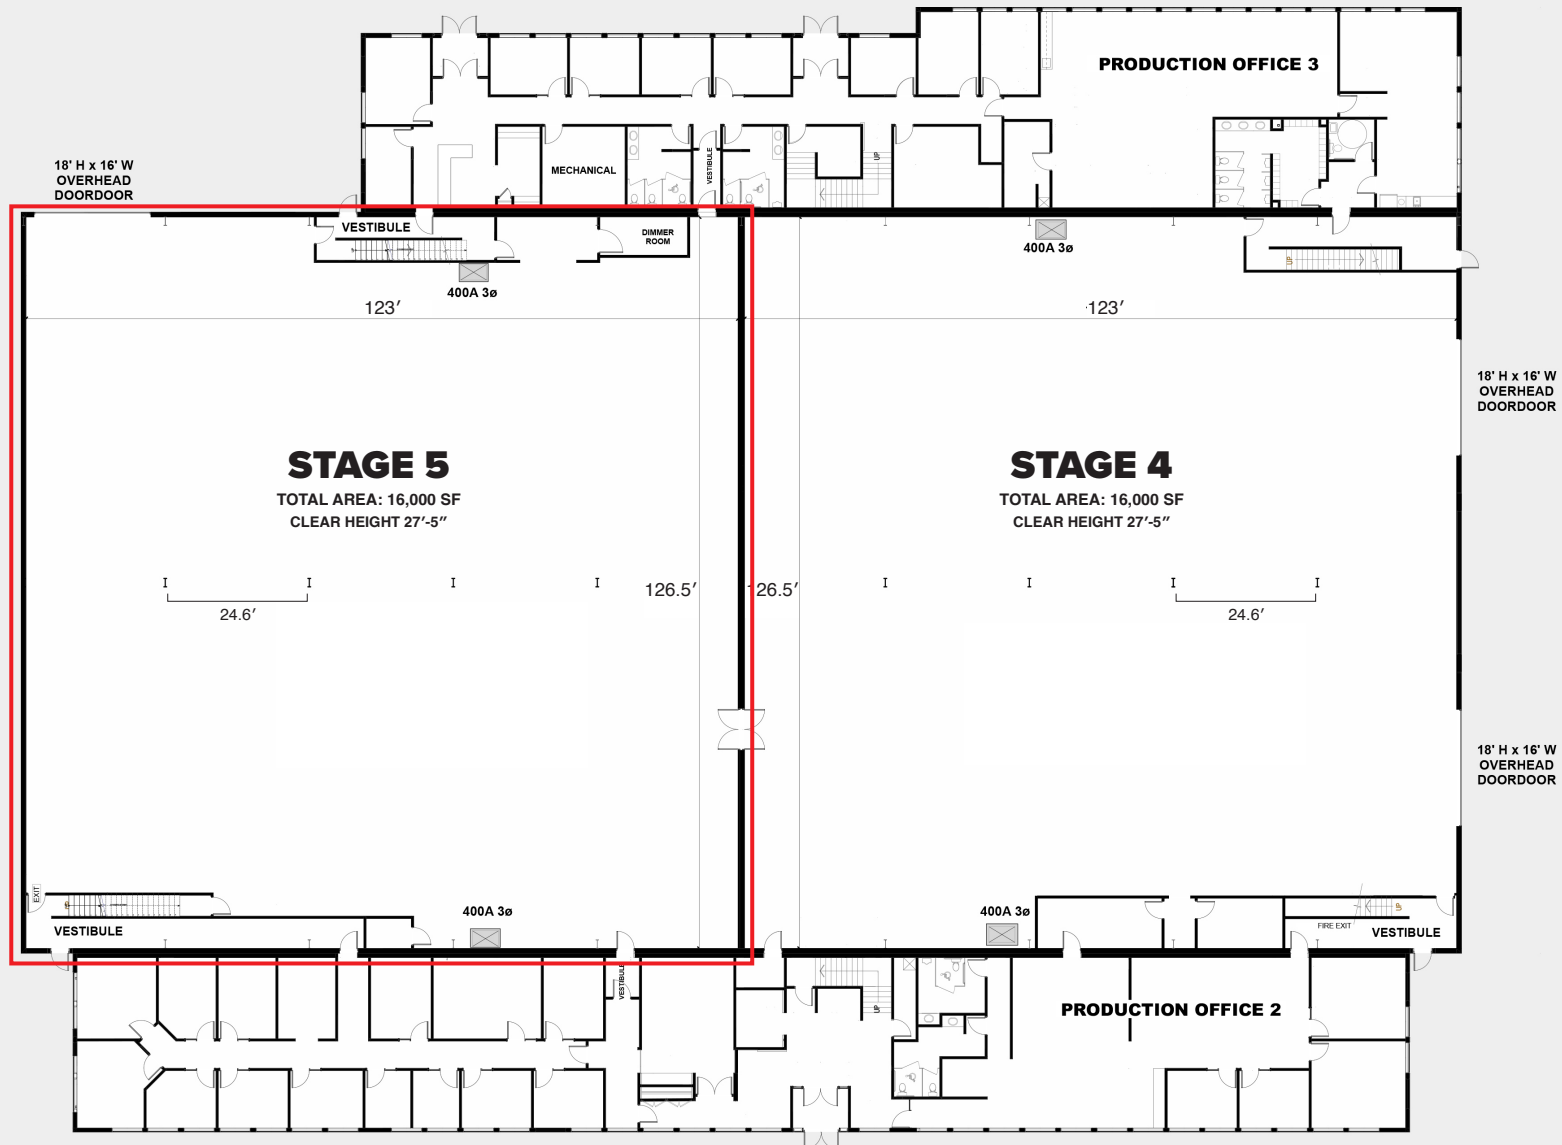 PRODUCTION OFFICE 3
18' H x 16' W
OVERHEAD
DOORDOOR
MECHANICAL
VESTIBULE
UP
VESTIBULE
DIMMER
ROOM
400A 3ø
400A 3ø
UP
123′
123′
18' H x 16' W
OVERHEAD
DOORDOOR
STAGE 5
TOTAL AREA: 16,000 SF
CLEAR HEIGHT 27′-5″
STAGE 4
TOTAL AREA: 16,000 SF
CLEAR HEIGHT 27′-5″
126.5′
26.5′
24.6′
24.6′
18' H x 16' W
OVERHEAD
DOORDOOR
EXIT
UP
VESTIBULE
400A 3ø
400A 3ø
UP
FIRE EXIT
VESTIBULE
VESTIBULE
UP
PRODUCTION OFFICE 2